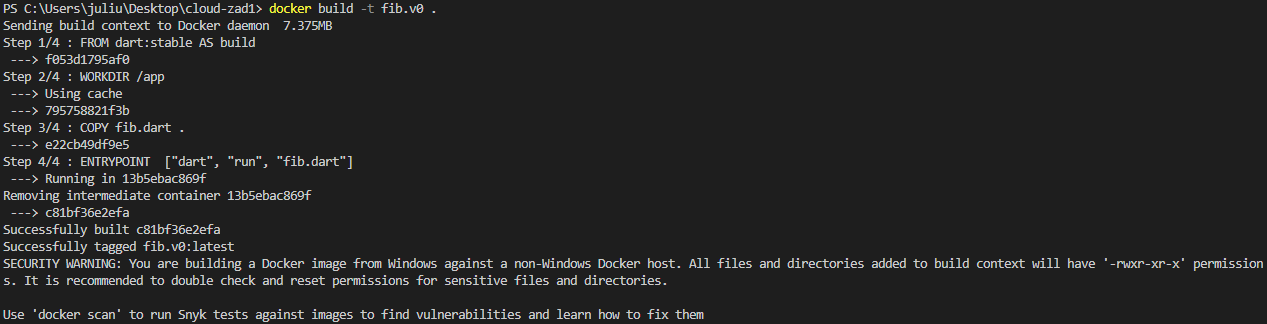 PS C:\Users\juliu\Desktop\cloud-zad1> docker build -t fib.v0 .
Sending build context to Docker daemon  7.375MB
Step 1/4 : FROM dart:stable AS build
 ---> f053d1795af0
Step 2/4 : WORKDIR /app
 ---> Using cache
 ---> 795758821f3b
Step 3/4 : COPY fib.dart .
 ---> e22cb49df9e5
Step 4/4 : ENTRYPOINT  ["dart", "run", "fib.dart"]
 ---> Running in 13b5ebac869f
Removing intermediate container 13b5ebac869f
 ---> c81bf36e2efa
Successfully built c81bf36e2efa
Successfully tagged fib.v0:latest
SECURITY WARNING: You are building a Docker image from Windows against a non-Windows Docker host. All files and directories added to build context will have '-rwxr-xr-x' permission
s. It is recommended to double check and reset permissions for sensitive files and directories.

Use 'docker scan' to run Snyk tests against images to find vulnerabilities and learn how to fix them